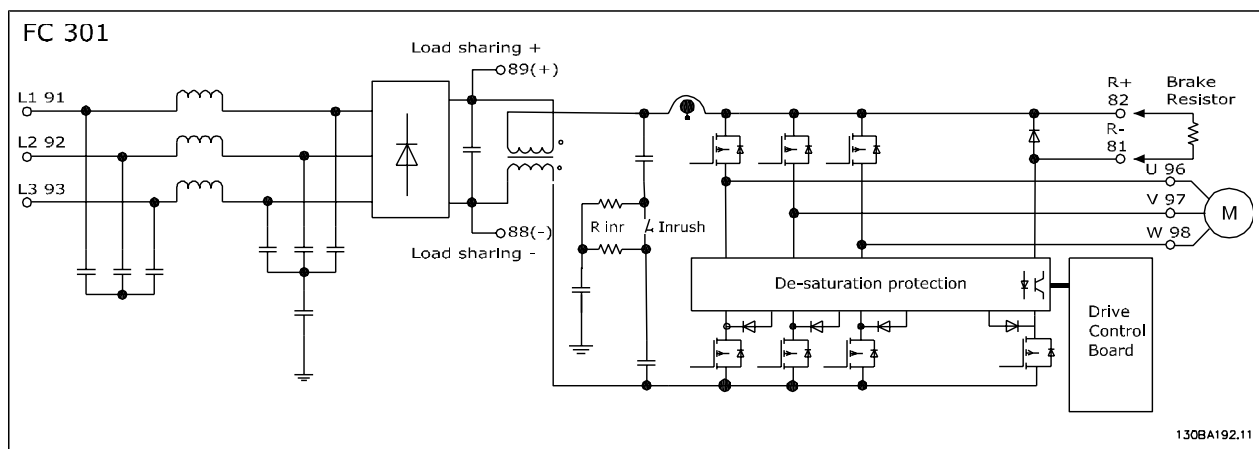 FC 301
Load sharing +
89(+)
L1 91
L2 92
L3 93
88(-)
Load sharing -
R inr
Inrush
R+
82
Brake
Resistor
R-
81
U 96
V 97
W 98
M
De-saturation protection
Drive
Control
Board
130BA192.11